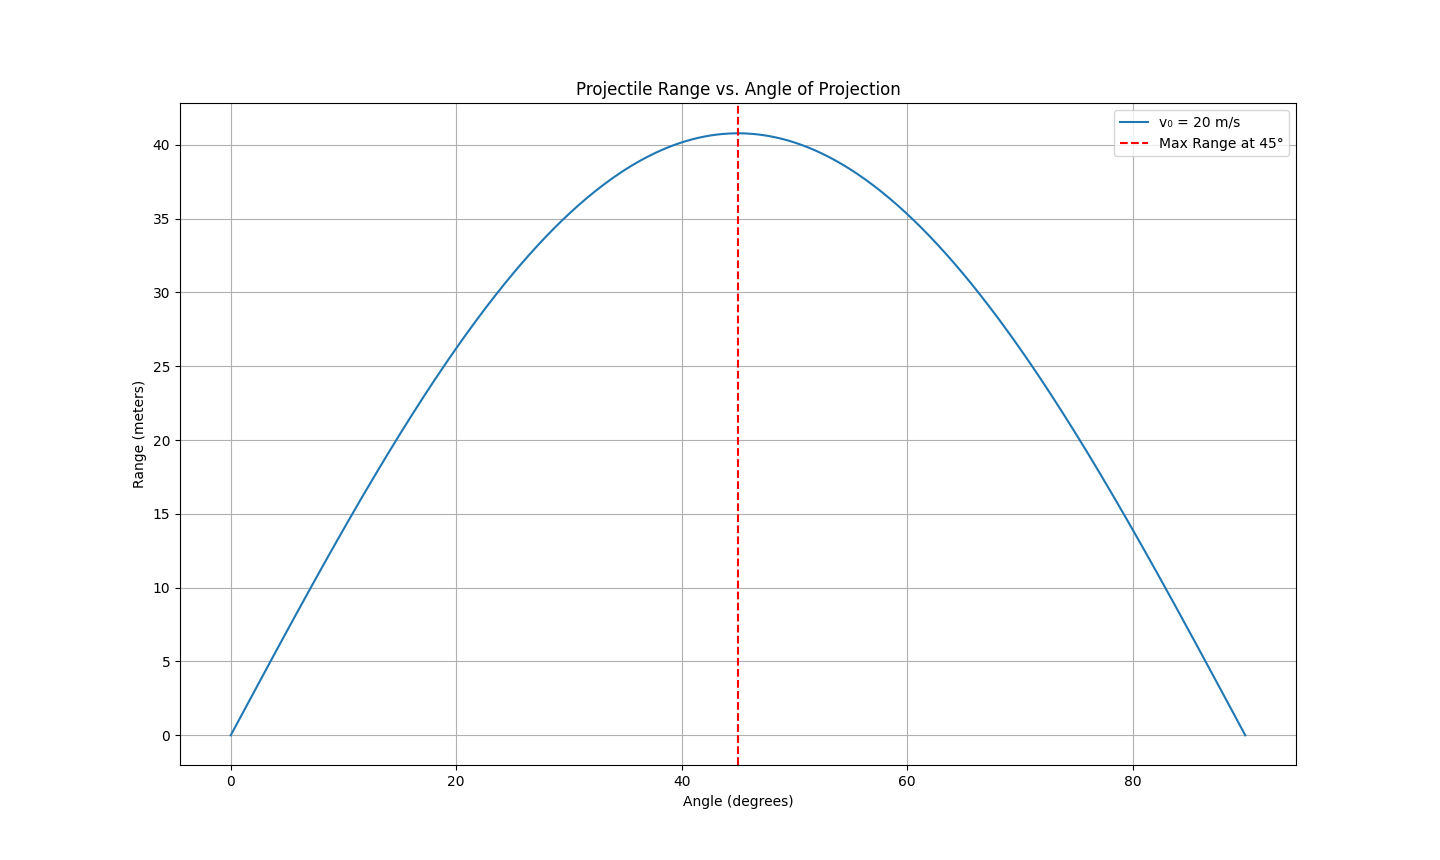 Projectile Range vs. Angle of Projection
v₀ = 20 m/s
Max Range at 45°
Range (meters)
40
35
30
25
20
15
10
5
0
0 20 40 60 80
Angle (degrees)